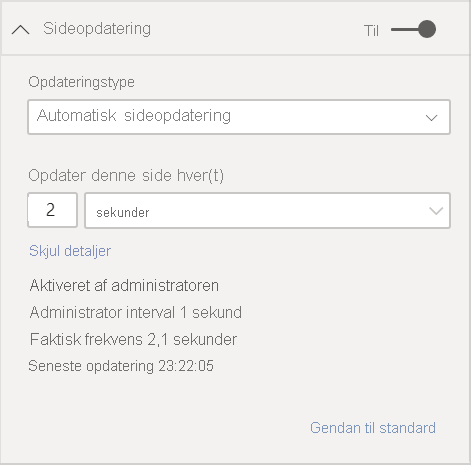 Sideopdatering
Til
Opdateringstype
Automatisk sideopdatering
Opdater denne side hver(t)
2
sekunder
Skjul detaljer
Aktiveret af administratoren
Administrator interval 1 sekund
Faktisk frekvens 2,1 sekunder
Seneste opdatering 23:22:05
Gendan til standard